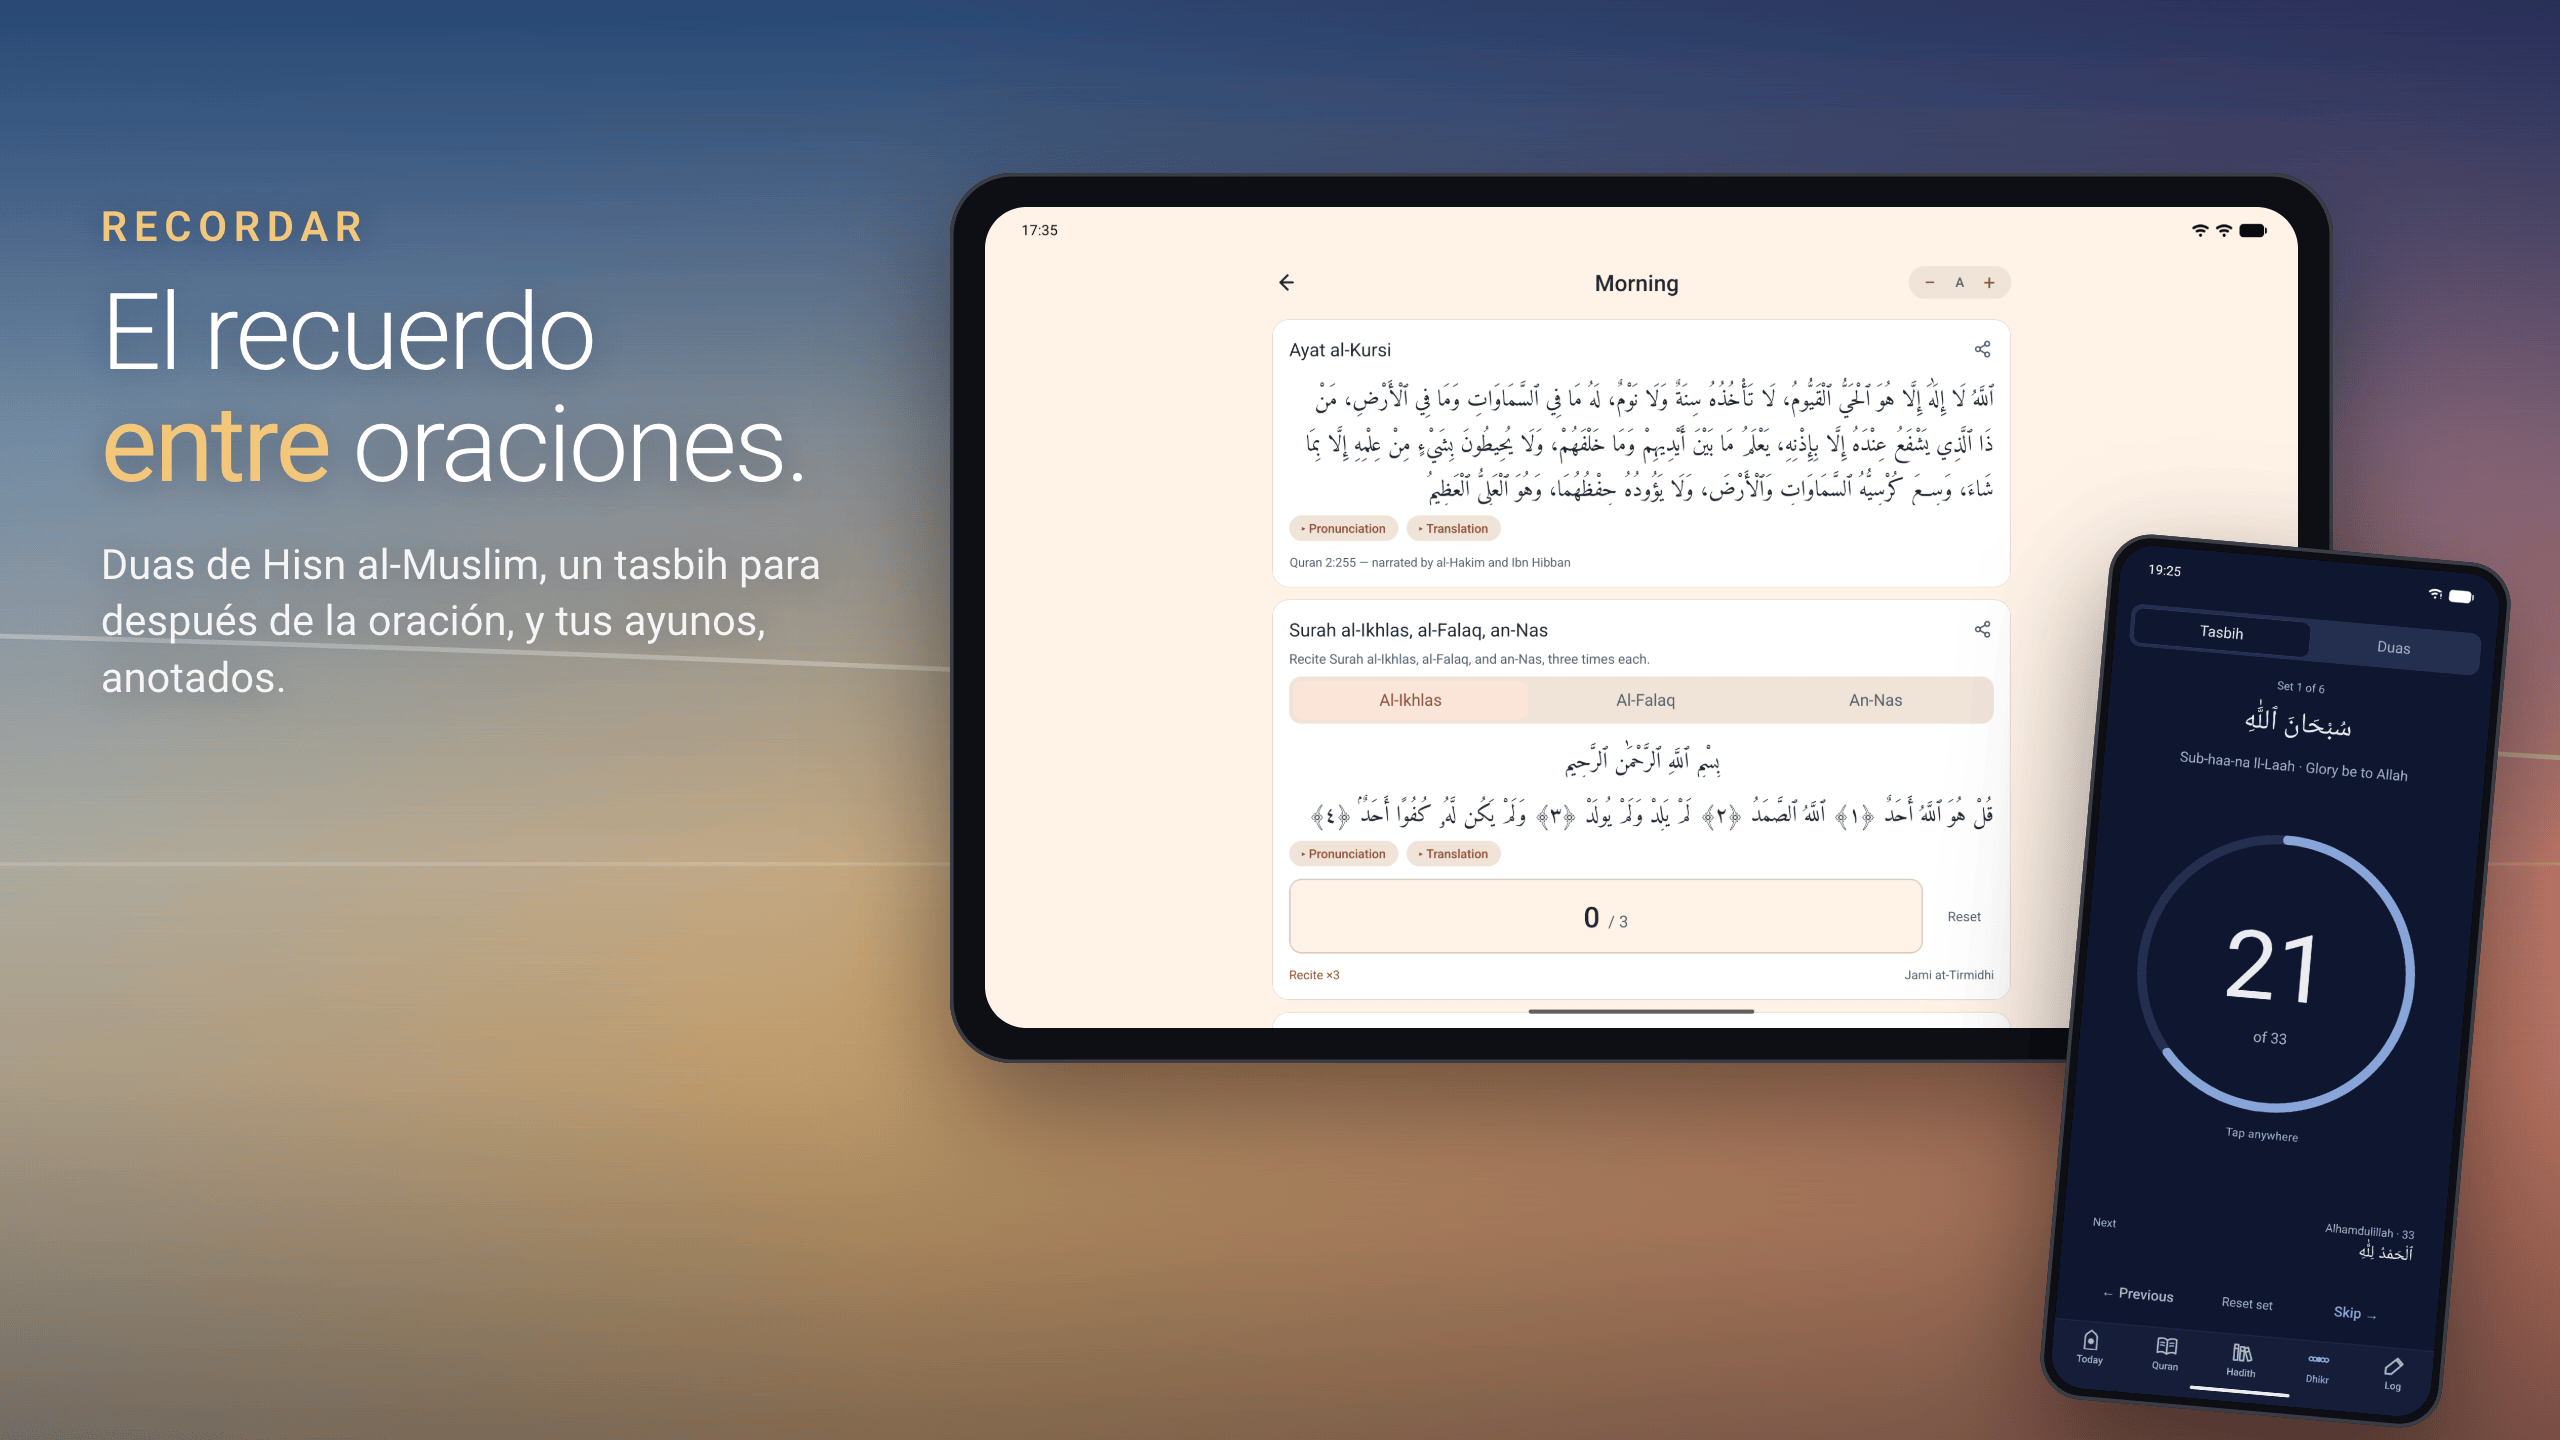 RECORDAR
El recuerdo
entre oraciones.
Duas de Hisn al-Muslim, un tasbih para
después de la oración, y tus ayunos,
anotados.
17:35
Morning
− A +
Ayat al-Kursi
ٱللَّهُ لَا إِلَٰهَ إِلَّا هُوَ ٱلْحَيُّ ٱلْقَيُّومُ، لَا تَأْخُذُهُ سِنَةٌ وَلَا نَوْمٌ، لَهُ مَا فِي ٱلسَّمَاوَاتِ وَمَا فِي ٱلْأَرْضِ، مَنْ
ذَا ٱلَّذِي يَشْفَعُ عِنْدَهُ إِلَّا بِإِذْنِهِ، يَعْلَمُ مَا بَيْنَ أَيْدِيهِمْ وَمَا خَلْفَهُمْ، وَلَا يُحِيطُونَ بِشَيْءٍ مِنْ عِلْمِهِ إِلَّا بِمَا
شَاءَ، وَسِعَ كُرْسِيُّهُ ٱلسَّمَاوَاتِ وَٱلْأَرْضَ، وَلَا يَؤُودُهُ حِفْظُهُمَا، وَهُوَ ٱلْعَلِيُّ ٱلْعَظِيمُ
Pronunciation Translation
Quran 2:255 — narrated by al-Hakim and Ibn Hibban
Surah al-Ikhlas, al-Falaq, an-Nas
Recite Surah al-Ikhlas, al-Falaq, and an-Nas, three times each.
Al-Ikhlas Al-Falaq An-Nas
بِسْمِ ٱللَّهِ ٱلرَّحْمَٰنِ ٱلرَّحِيمِ
قُلْ هُوَ ٱللَّهُ أَحَدٌ ﴿١﴾ ٱللَّهُ ٱلصَّمَدُ ﴿٢﴾ لَمْ يَلِدْ وَلَمْ يُولَدْ ﴿٣﴾ وَلَمْ يَكُن لَّهُۥ كُفُوًا أَحَدٌۢ ﴿٤﴾
Pronunciation Translation
0 / 3
Reset
Recite ×3
Jami at-Tirmidhi
19:25
Tasbih Duas
Set 1 of 6
سُبْحَانَ ٱللَّٰهِ
Sub-haa-na ll-Laah · Glory be to Allah
21
of 33
Tap anywhere
Next
Alhamdulillah · 33
ٱلْحَمْدُ لِلَّٰهِ
← Previous Reset set Skip →
Today Quran Hadith Dhikr Log